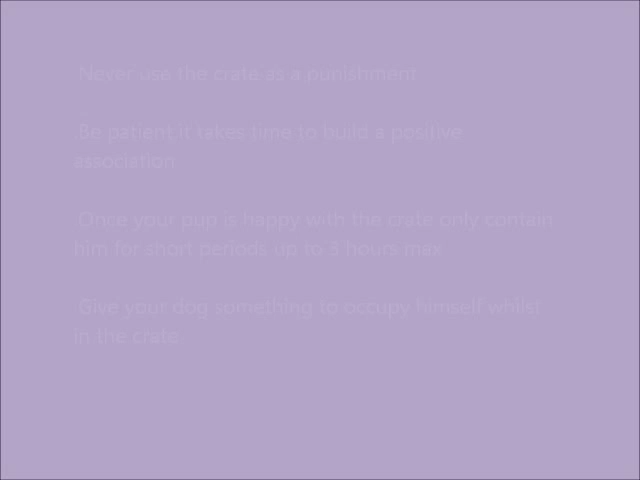 .Never use the crate as a punishment
.Be patient it takes time to build a positive
association
.Once your pup is happy with the crate only contain
him for short periods up to 3 hours max
.Give your dog something to occupy himself whilst
in the crate